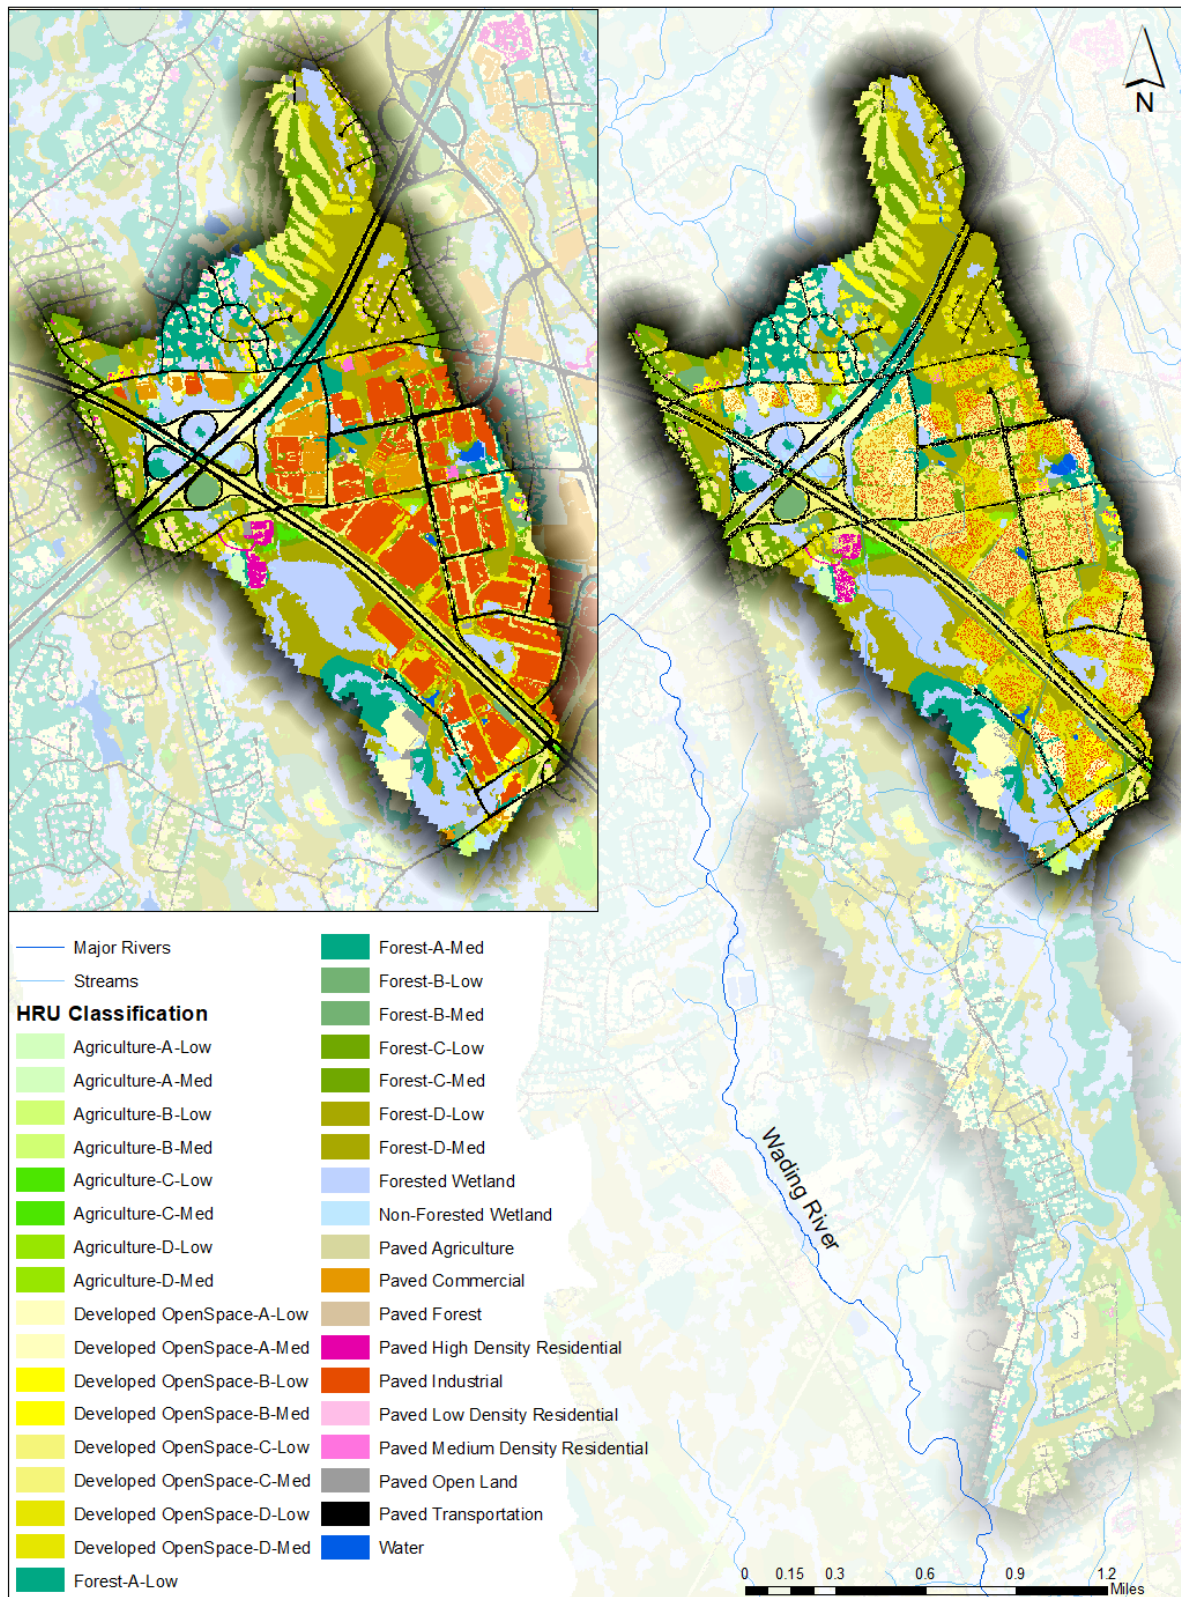 N
Major Rivers
Streams
HRU Classification
Agriculture-A-Low
Agriculture-A-Med
Agriculture-B-Low
Agriculture-B-Med
Agriculture-C-Low
Agriculture-C-Med
Agriculture-D-Low
Agriculture-D-Med
Developed OpenSpace-A-Low
Developed OpenSpace-A-Med
Developed OpenSpace-B-Low
Developed OpenSpace-B-Med
Developed OpenSpace-C-Low
Developed OpenSpace-C-Med
Developed OpenSpace-D-Low
Developed OpenSpace-D-Med
Forest-A-Low
Forest-A-Med
Forest-B-Low
Forest-B-Med
Forest-C-Low
Forest-C-Med
Forest-D-Low
Forest-D-Med
Forested Wetland
Non-Forested Wetland
Paved Agriculture
Paved Commercial
Paved Forest
Paved High Density Residential
Paved Industrial
Paved Low Density Residential
Paved Medium Density Residential
Paved Open Land
Paved Transportation
Water
Wading River
0 0.15 0.3 0.6 0.9 1.2
Miles